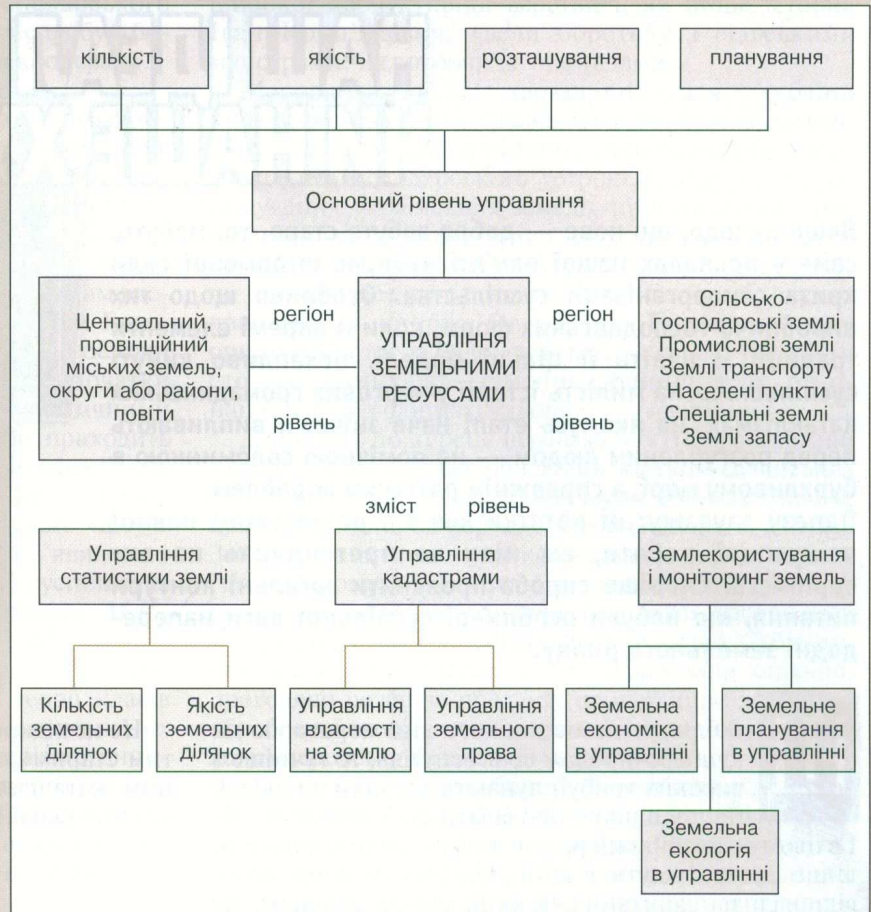 кількість
якість
розташування
планування
Основний рівень управління
Центральний,
провінційний
міських земель,
округи або райони,
повіти
регіон
рівень
УПРАВЛІННЯ
ЗЕМЕЛЬНИМИ
РЕСУРСАМИ
регіон
рівень
Сільсько-
господарські землі
Промислові землі
Землі транспорту
Населені пункти
Спеціальні землі
Землі запасу
зміст рівень
Управління
статистики землі
Управління
кадастрами
Землекористування
і моніторинг земель
Кількість
земельних
ділянок
Якість
земельних
ділянок
Управління
власності
на землю
Управління
земельного
права
Земельна
економіка
в управлінні
Земельне
планування
в управлінні
Земельна
екологія
в управлінні